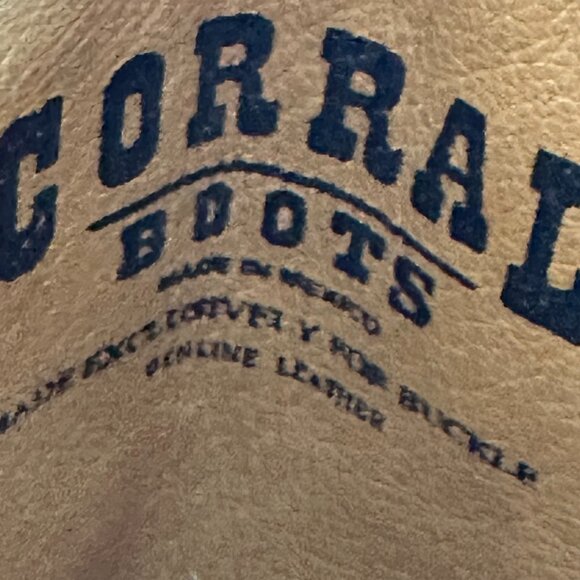 CORRAL
BOOTS
MADE IN MEXICO
MADE EXCLUSIVELY FOR BUCKLE
GENUINE LEATHER